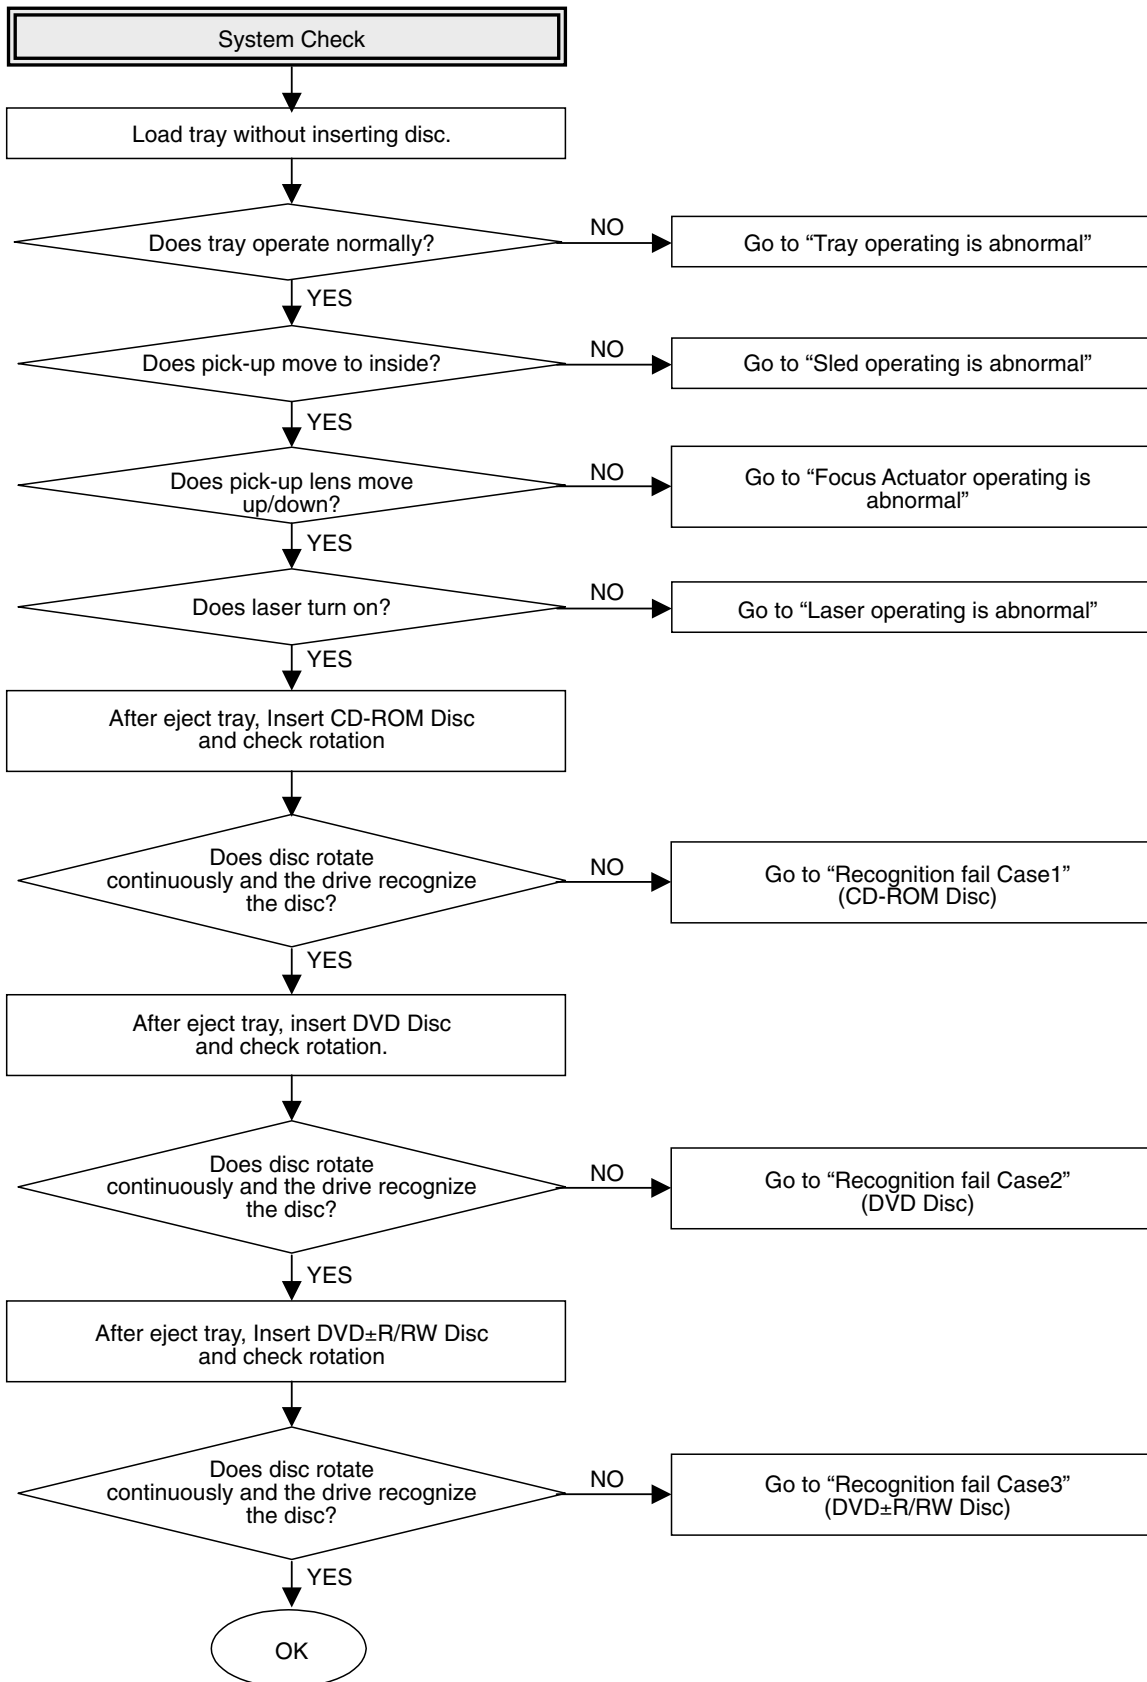 System Check
Load tray without inserting disc.
Does tray operate normally?
NO
Go to “Tray operating is abnormal”
YES
Does pick-up move to inside?
NO
Go to “Sled operating is abnormal”
YES
Does pick-up lens move
up/down?
NO
Go to “Focus Actuator operating is
abnormal”
YES
Does laser turn on?
NO
Go to “Laser operating is abnormal”
YES
After eject tray, Insert CD-ROM Disc
and check rotation
Does disc rotate
continuously and the drive recognize
the disc?
NO
Go to “Recognition fail Case1”
(CD-ROM Disc)
YES
After eject tray, insert DVD Disc
and check rotation.
Does disc rotate
continuously and the drive recognize
the disc?
NO
Go to “Recognition fail Case2”
(DVD Disc)
YES
After eject tray, Insert DVD±R/RW Disc
and check rotation
Does disc rotate
continuously and the drive recognize
the disc?
NO
Go to “Recognition fail Case3”
(DVD±R/RW Disc)
YES
OK